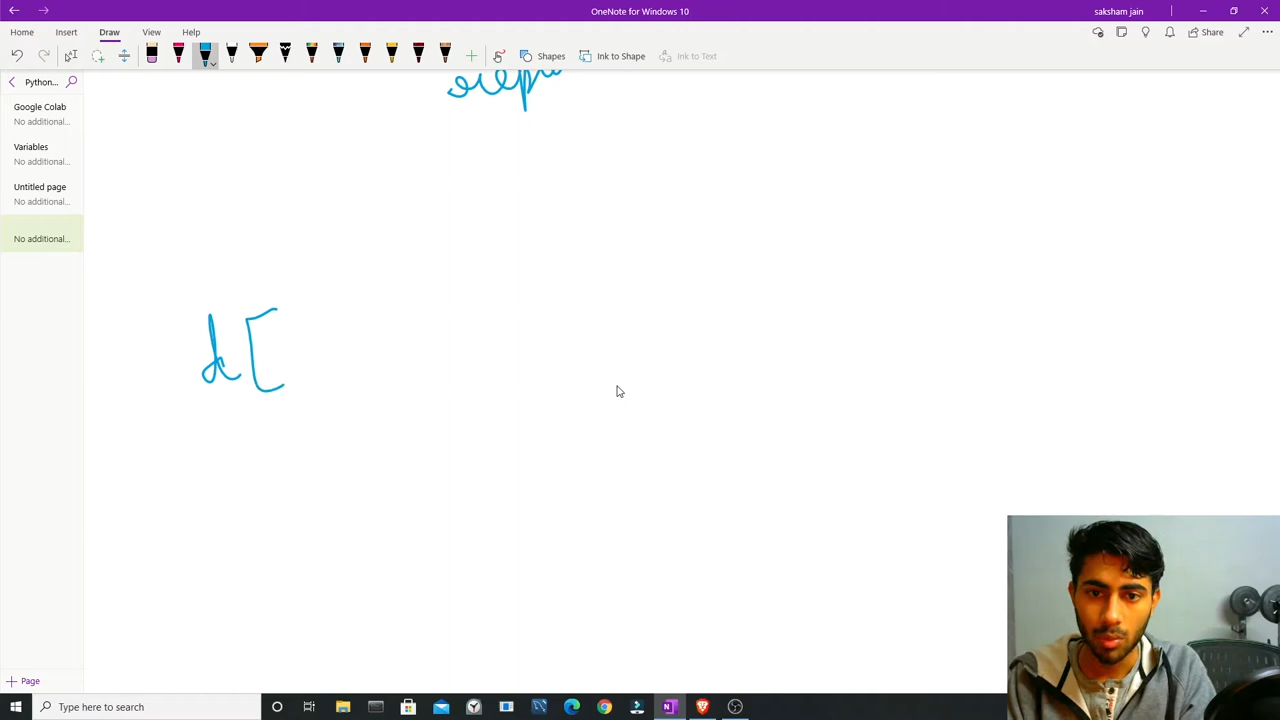 OneNote for Windows 10
saksham jain
Home Insert Draw View Help
Share
Shapes Ink to Shape Ink to Text
Python...
Google Colab
No additional...
Variables
No additional...
Untitled page
No additional...
No additional...
d [
Page
Type here to search